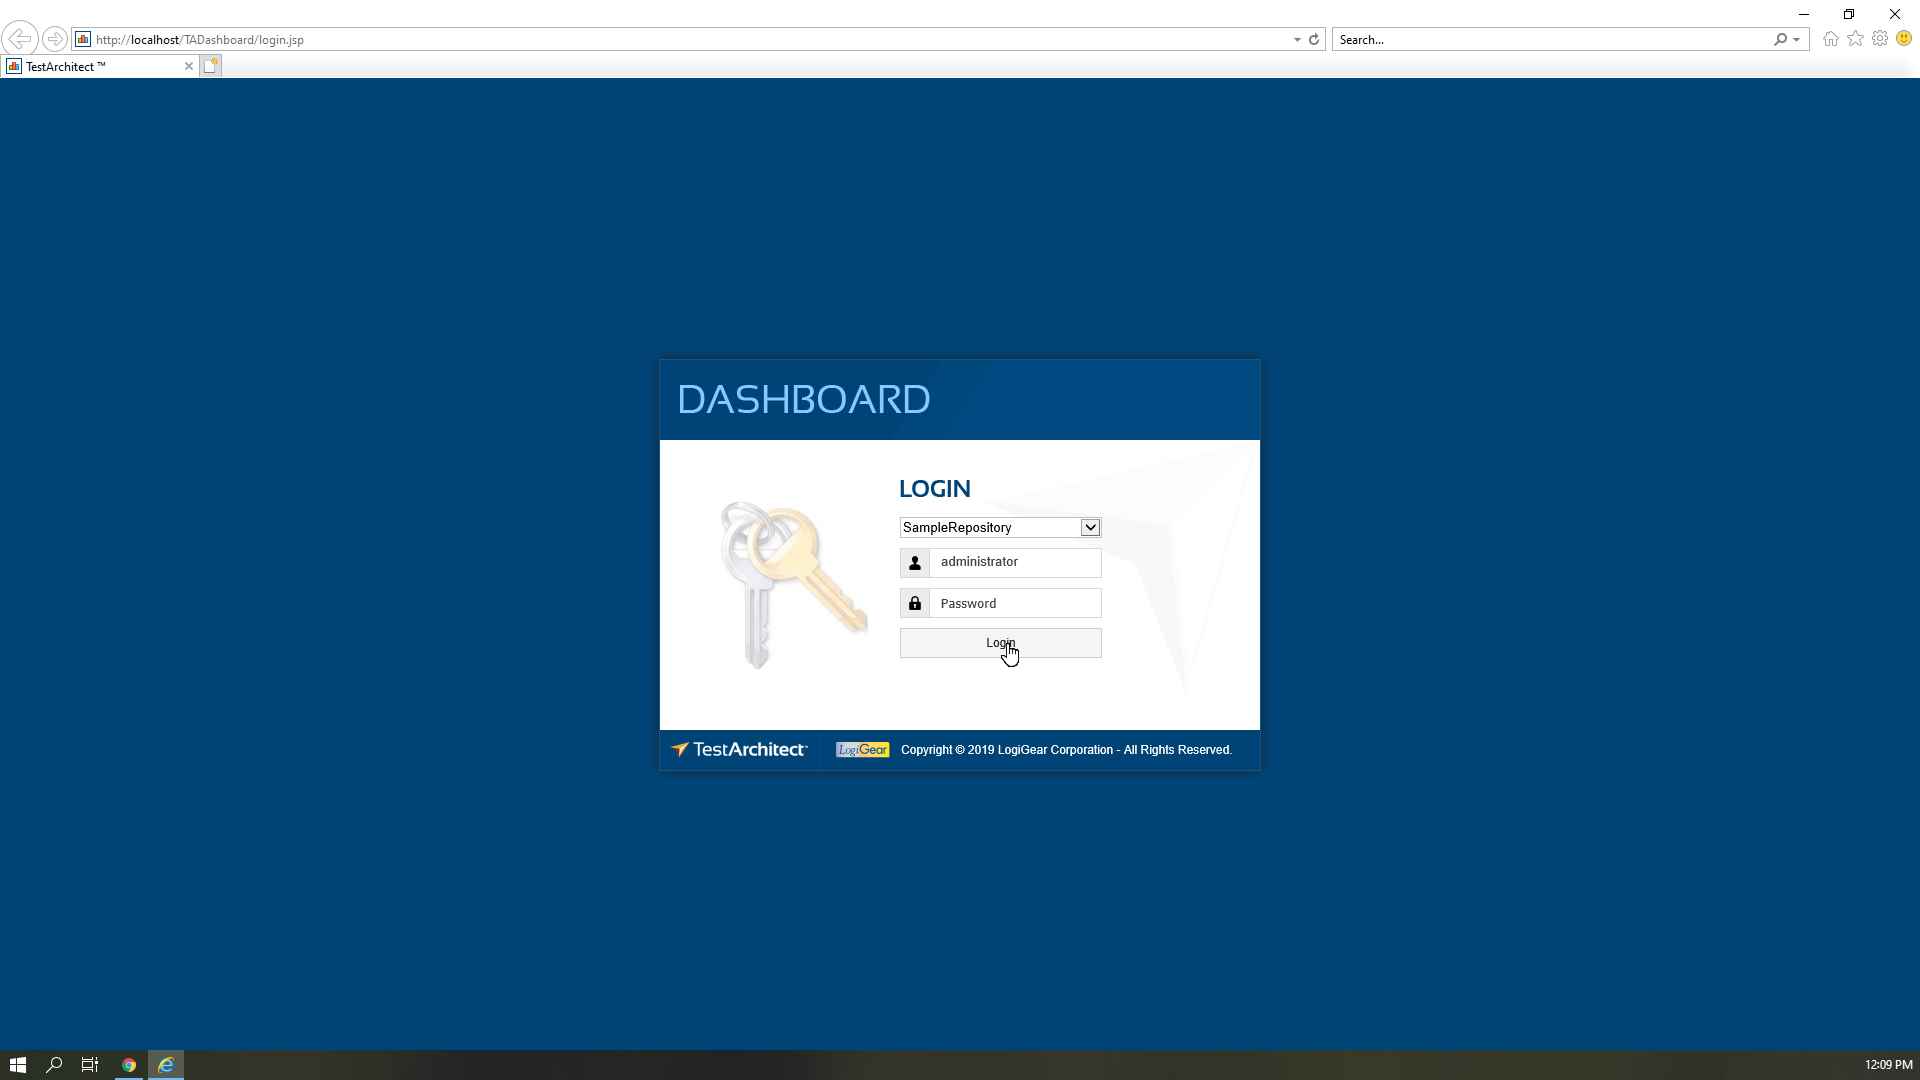 http://localhost/TADashboard/login.jsp
Search...
TestArchitect ™
DASHBOARD
LOGIN
SampleRepository
administrator
Password
Login
TestArchitect™
LogiGear
Copyright © 2019 LogiGear Corporation - All Rights Reserved.
12:09 PM